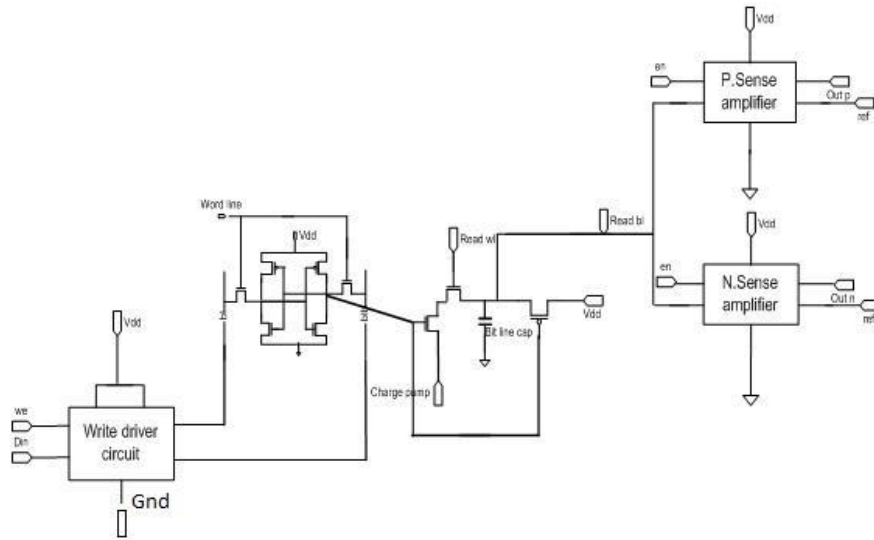 Vdd
en
P.Sense
amplifier
Out p
ref
Word line
Vdd
Read wl
Read bl
Vdd
en
N.Sense
amplifier
Out n
ref
bl
Vdd
Bit line cap
Vdd
Charge pump
we
Din
Write driver
circuit
Gnd